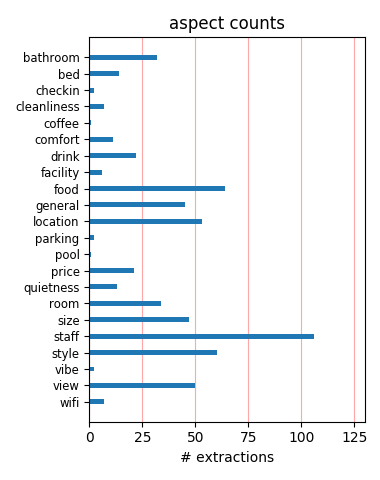 aspect counts
bathroom
bed
checkin
cleanliness
coffee
comfort
drink
facility
food
general
location
parking
pool
price
quietness
room
size
staff
style
vibe
view
wifi
0 25 50 75 100 125
# extractions